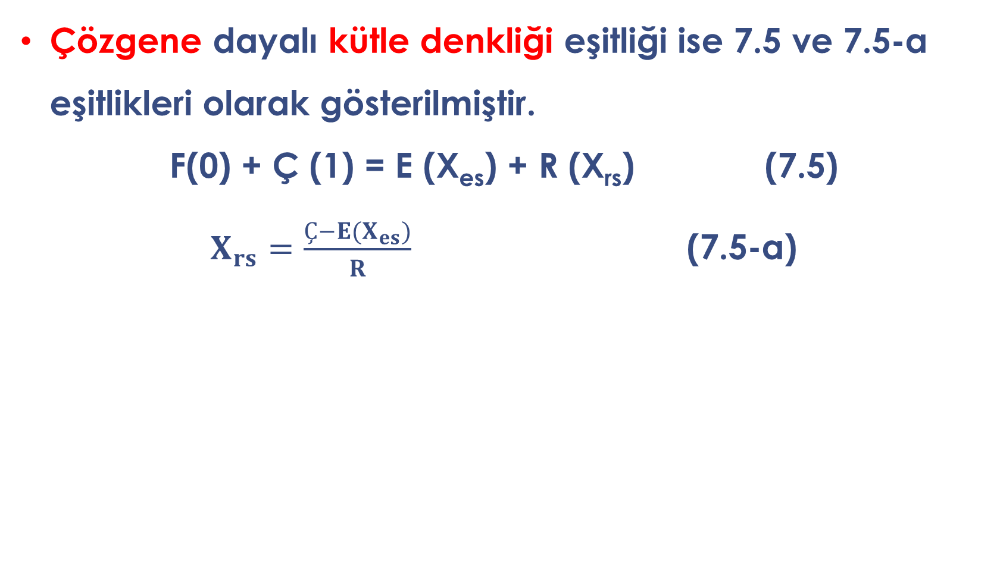 • Çözgene dayalı kütle denkliği eşitliği ise 7.5 ve 7.5-a
eşitlikleri olarak gösterilmiştir.
F(0) + Ç (1) = E (Xes) + R (Xrs) (7.5)
Xrs = Ç−E(Xes) / R (7.5-a)